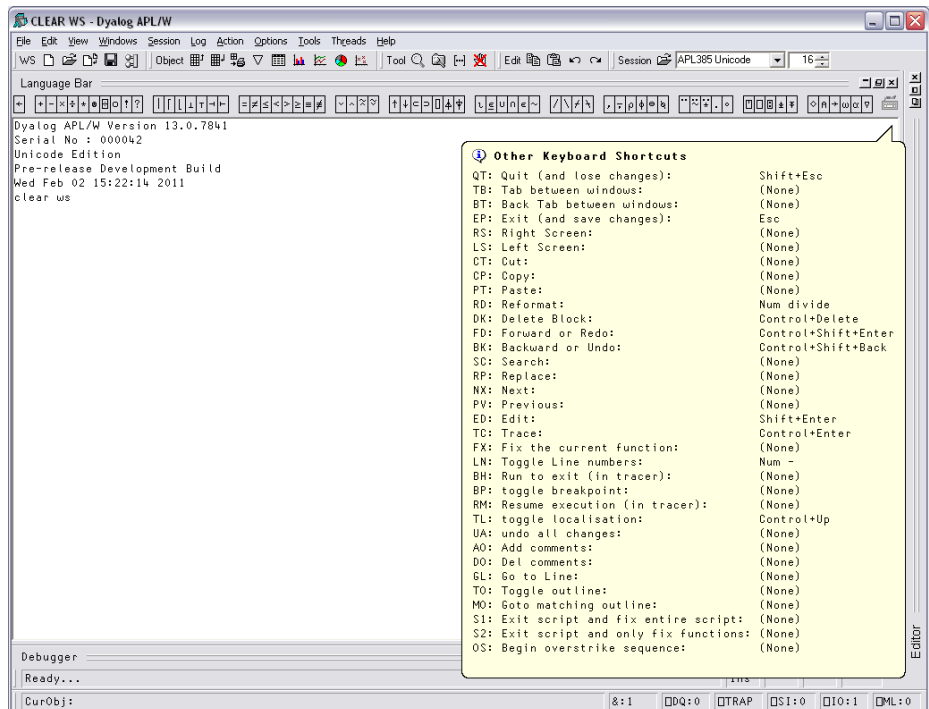 CLEAR WS - Dyalog APL/W
File Edit View Windows Session Log Action Options Tools Threads Help
WS Object Tool Edit Session APL385 Unicode 16
Language Bar
Dyalog APL/W Version 13.0.7841
Serial No : 000042
Unicode Edition
Pre-release Development Build
Wed Feb 02 15:22:14 2011
clear ws
Other Keyboard Shortcuts
QT: Quit (and lose changes): Shift+Esc
TB: Tab between windows: (None)
BT: Back Tab between windows: (None)
EP: Exit (and save changes): Esc
RS: Right Screen: (None)
LS: Left Screen: (None)
CT: Cut: (None)
CP: Copy: (None)
PT: Paste: (None)
RD: Reformat: Num divide
DK: Delete Block: Control+Delete
FD: Forward or Redo: Control+Shift+Enter
BK: Backward or Undo: Control+Shift+Back
SC: Search: (None)
RP: Replace: (None)
NX: Next: (None)
PV: Previous: (None)
ED: Edit: Shift+Enter
TC: Trace: Control+Enter
FX: Fix the current function: (None)
LN: Toggle Line numbers: Num -
BH: Run to exit (in tracer): (None)
BP: toggle breakpoint: (None)
RM: Resume execution (in tracer): (None)
TL: toggle localisation: Control+Up
UA: undo all changes: (None)
AO: Add comments: (None)
DO: Del comments: (None)
GL: Go to Line: (None)
TO: Toggle outline: (None)
MO: Goto matching outline: (None)
S1: Exit script and fix entire script: (None)
S2: Exit script and only fix functions: (None)
OS: Begin overstrike sequence: (None)
Editor
Debugger
Ready...
CurObj: &:1 ⎕DQ:0 ⎕TRAP ⎕SI:0 ⎕IO:1 ⎕ML:0